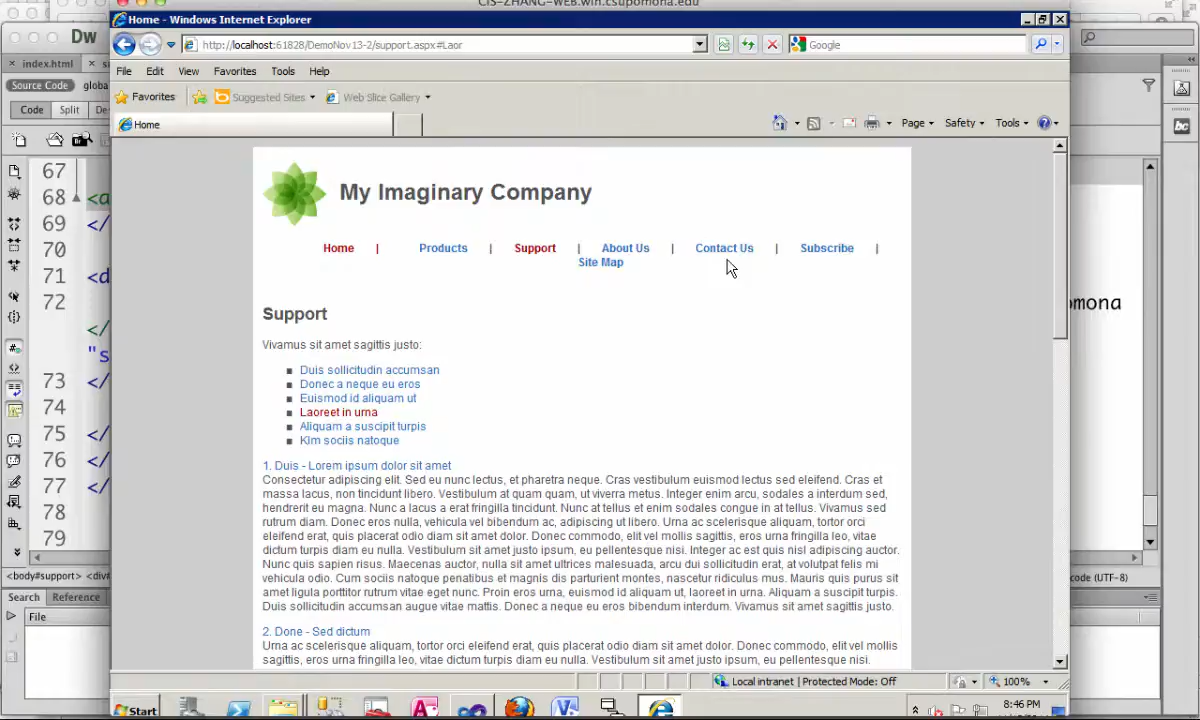 CIS-ZHANG-WEB.win.csupomona.edu
Home - Windows Internet Explorer
Dw
http://localhost:61828/DemoNov13-2/support.aspx#Laor
Google
index.html
File Edit View Favorites Tools Help
Source Code
Favorites Suggested Sites Web Slice Gallery
Code Split
Home
Page Safety Tools
My Imaginary Company
Home | Products | Support | About Us | Contact Us | Subscribe |
Site Map
Support
Vivamus sit amet sagittis justo:
Duis sollicitudin accumsan
Donec a neque eu eros
Euismod id aliquam ut
Laoreet in urna
Aliquam a suscipit turpis
KIm sociis natoque
1. Duis - Lorem ipsum dolor sit amet
Consectetur adipiscing elit. Sed eu nunc lectus, et pharetra neque. Cras vestibulum euismod lectus sed eleifend. Cras et
massa lacus, non tincidunt libero. Vestibulum at quam quam, ut viverra metus. Integer enim arcu, sodales a interdum sed,
hendrerit eu magna. Nunc a lacus a erat fringilla tincidunt. Nunc at tellus et enim sodales congue in at tellus. Vivamus sed
rutrum diam. Donec eros nulla, vehicula vel bibendum ac, adipiscing ut libero. Urna ac scelerisque aliquam, tortor orci
eleifend erat, quis placerat odio diam sit amet dolor. Donec commodo, elit vel mollis sagittis, eros urna fringilla leo, vitae
dictum turpis diam eu nulla. Vestibulum sit amet justo ipsum, eu pellentesque nisi. Integer ac est quis nisl adipiscing auctor.
Nunc quis sapien risus. Maecenas auctor, nulla sit amet ultrices malesuada, arcu dui sollicitudin erat, at volutpat felis mi
vehicula odio. Cum sociis natoque penatibus et magnis dis parturient montes, nascetur ridiculus mus. Mauris quis purus sit
amet ligula porttitor rutrum vitae eget nunc. Proin eros urna, euismod id aliquam ut, laoreet in urna. Aliquam a suscipit turpis.
Duis sollicitudin accumsan augue vitae mattis. Donec a neque eu eros bibendum interdum. Vivamus sit amet sagittis justo.
2. Done - Sed dictum
Urna ac scelerisque aliquam, tortor orci eleifend erat, quis placerat odio diam sit amet dolor. Donec commodo, elit vel mollis
sagittis, eros urna fringilla leo, vitae dictum turpis diam eu nulla. Vestibulum sit amet justo ipsum, eu pellentesque nisi.
67
68 <a
69 </
70
71 <d
72
</
"s
73 </
74
75 </
76 </
77 </
78
79
omona
<body#support>
code (UTF-8)
Search Reference
File
Local intranet | Protected Mode: Off
100%
Start
8:46 PM